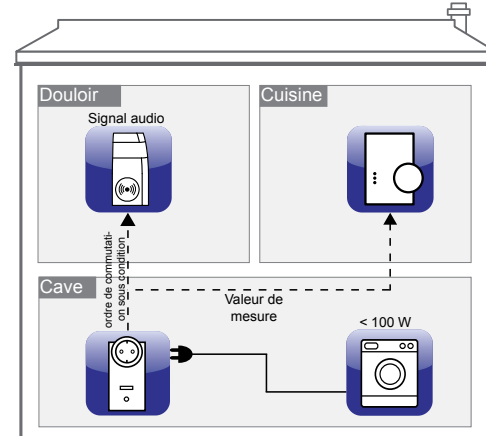 Douloir
Cuisine
Signal audio
ordre de commutati-
on sous condition
Cave
Valeur de
mesure
< 100 W